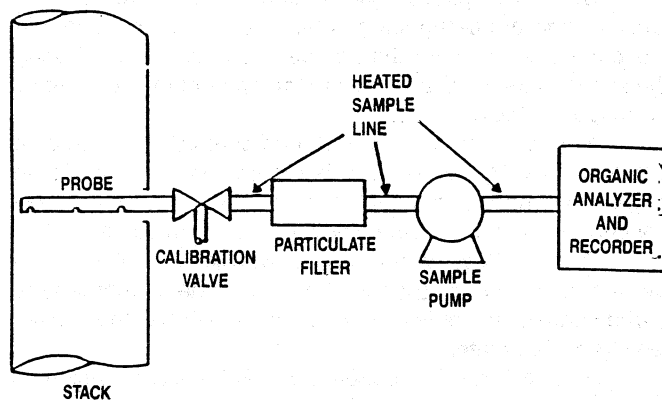 HEATED
SAMPLE
LINE
PROBE
ORGANIC
ANALYZER
AND
RECORDER
CALIBRATION
VALVE
PARTICULATE
FILTER
SAMPLE
PUMP
STACK